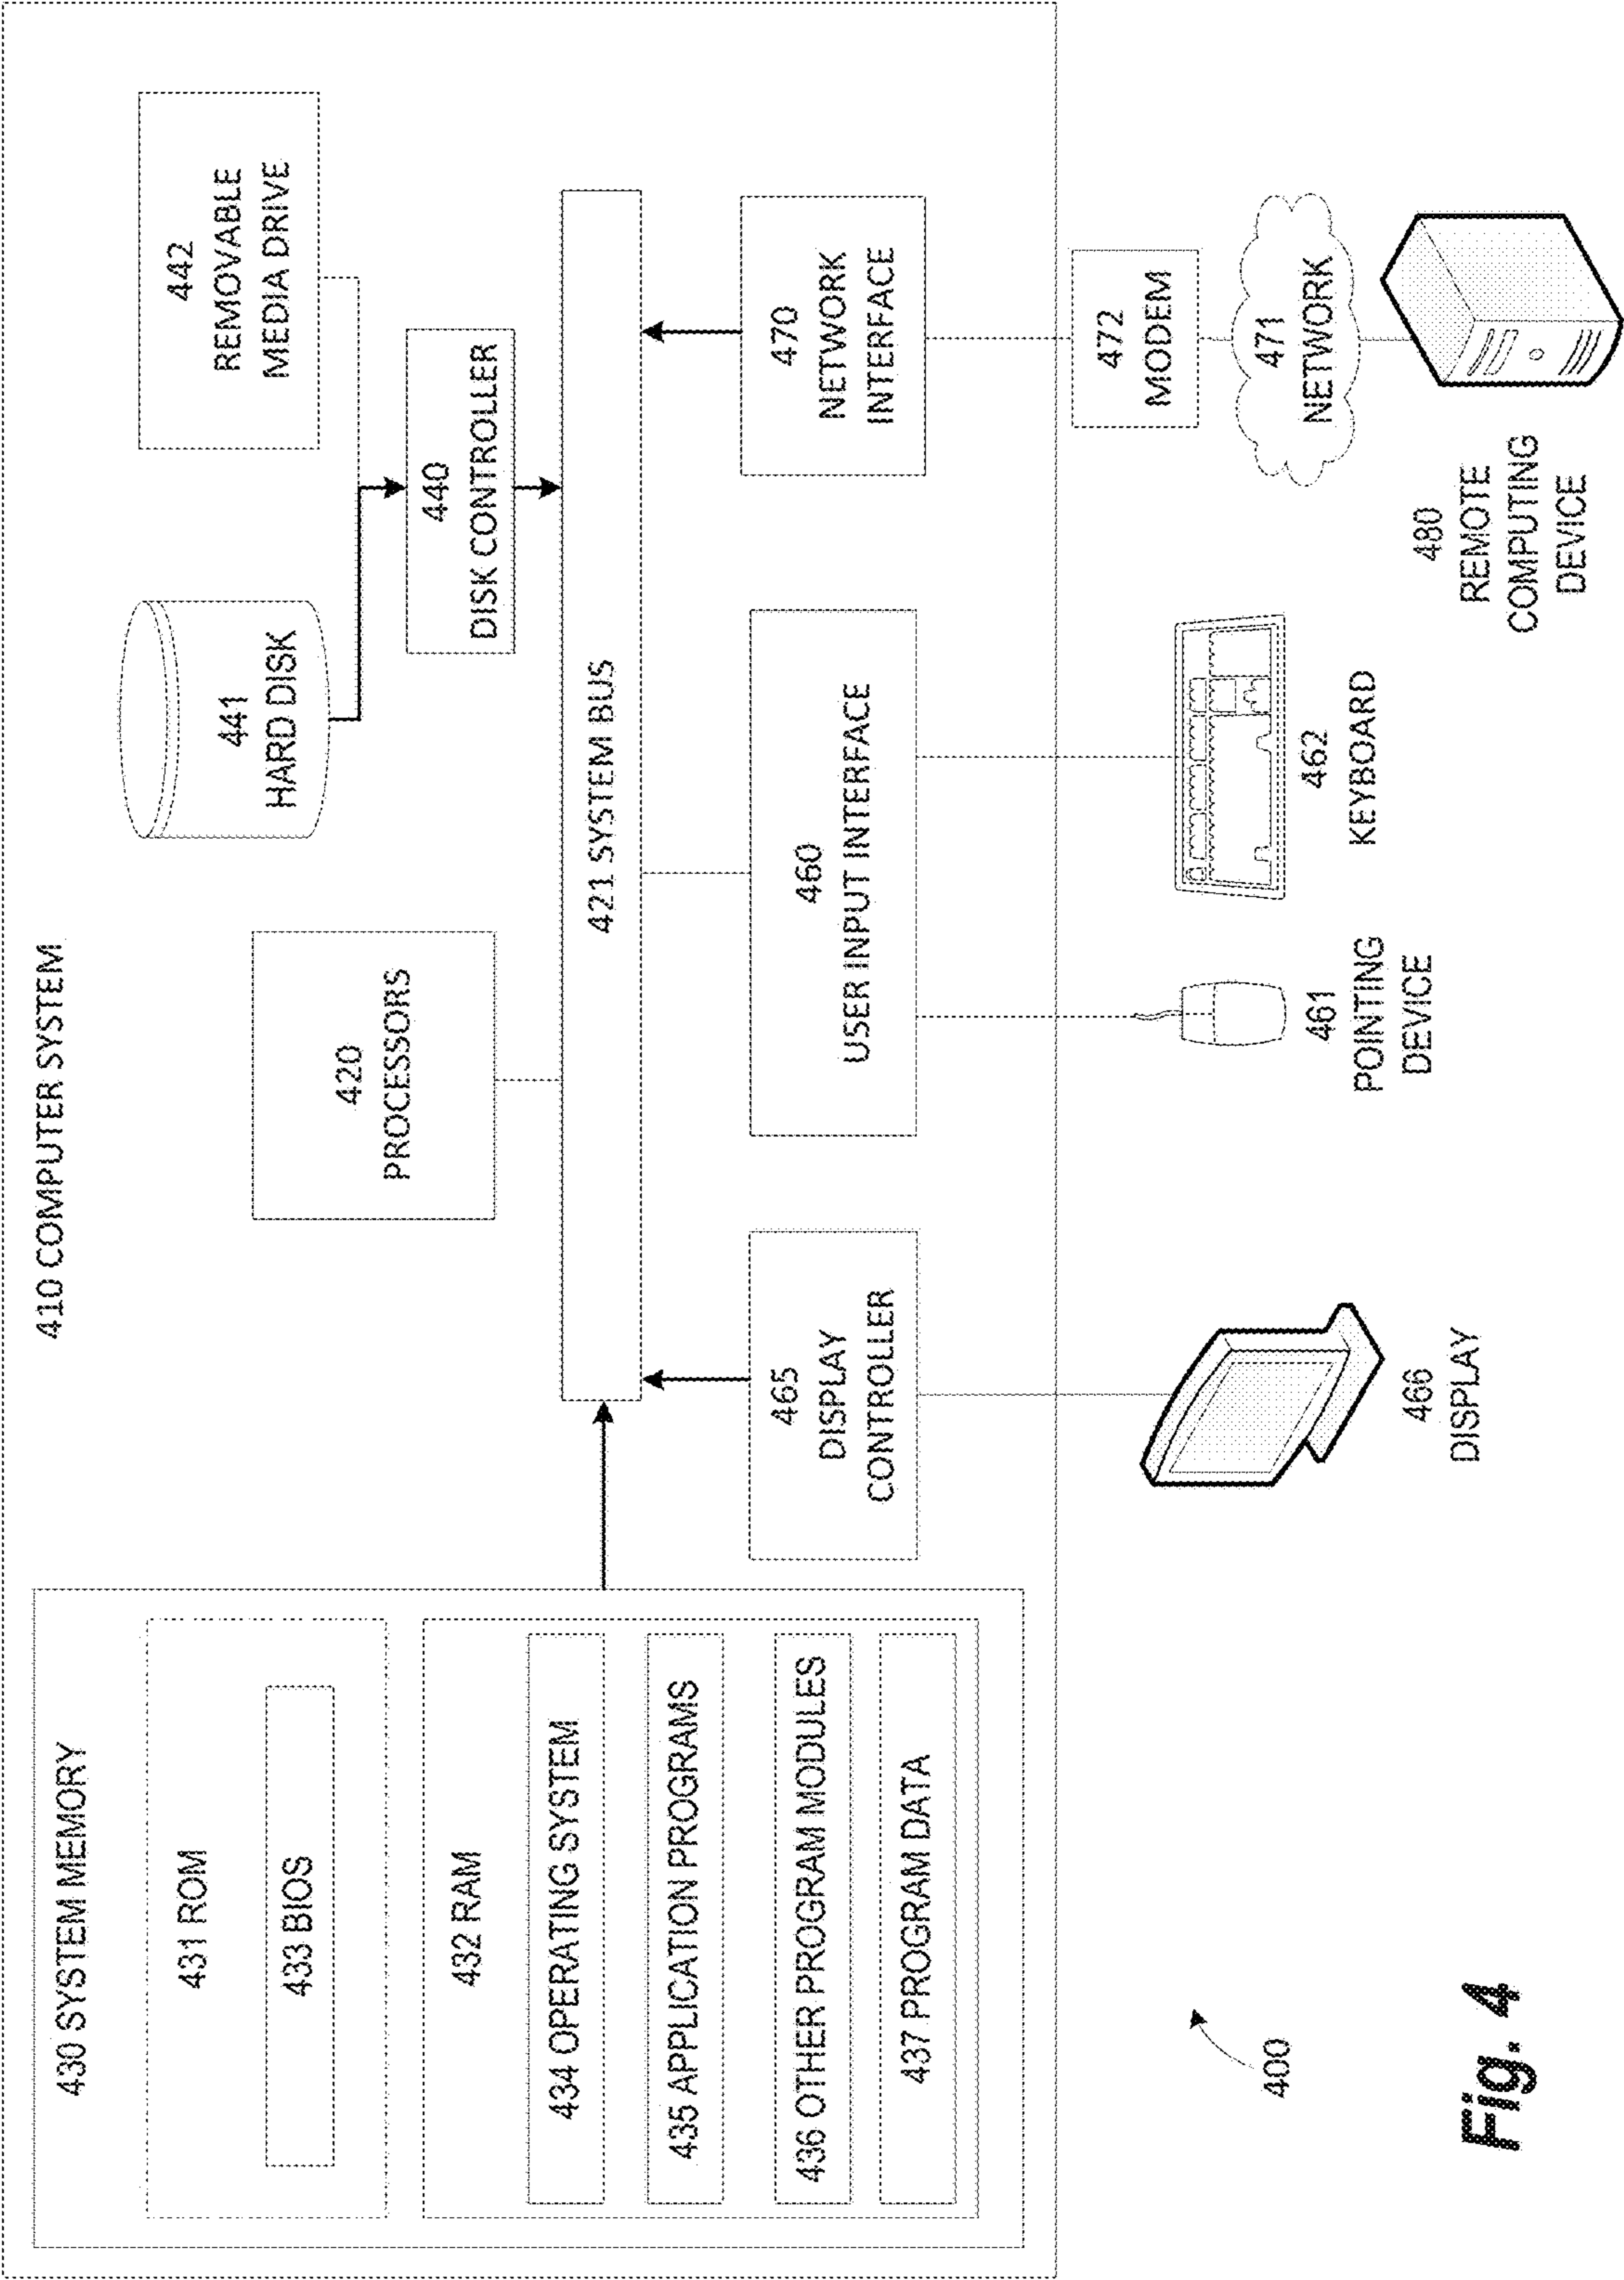 410 COMPUTER SYSTEM
430 SYSTEM MEMORY
431 ROM
433 BIOS
432 RAM
434 OPERATING SYSTEM
435 APPLICATION PROGRAMS
436 OTHER PROGRAM MODULES
437 PROGRAM DATA
420
PROCESSORS
441
HARD DISK
442
REMOVABLE
MEDIA DRIVE
440
DISK CONTROLLER
421 SYSTEM BUS
465
DISPLAY
CONTROLLER
460
USER INPUT INTERFACE
470
NETWORK
INTERFACE
472
MODEM
471
NETWORK
466
DISPLAY
461
POINTING
DEVICE
462
KEYBOARD
480
REMOTE
COMPUTING
DEVICE
400
Fig. 4